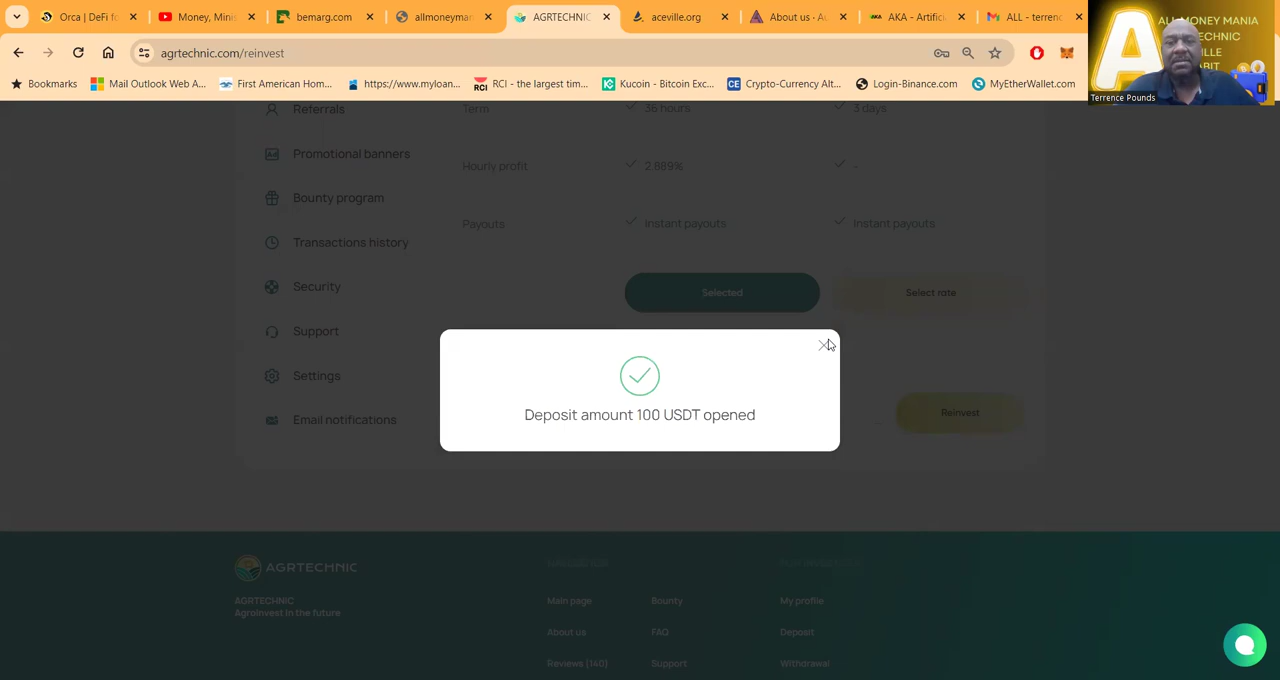 Orca | DeFi fo
Money, Minis
bemarg.com
allmoneyman
AGRTECHNIC
aceville.org
About us · Au
AKA - Artific
ALL - terrenc
agrtechnic.com/reinvest
Bookmarks
Mail Outlook Web A...
First American Hom...
https://www.myloan...
RCI - the largest tim...
Kucoin - Bitcoin Exc...
Crypto-Currency Alt...
Login-Binance.com
MyEtherWallet.com
ALL MONEY MANIA
Terrence Pounds
Referrals
Promotional banners
Bounty program
Transactions history
Security
Support
Settings
Email notifications
Term
36 hours
3 days
Hourly profit
2.889%
-
Payouts
Instant payouts
Instant payouts
Selected
Select rate
Deposit amount 100 USDT opened
Reinvest
AGRTECHNIC
AGRTECHNIC
Agroinvest in the future
Main page
Bounty
My profile
About us
FAQ
Deposit
Reviews (140)
Support
Withdrawal